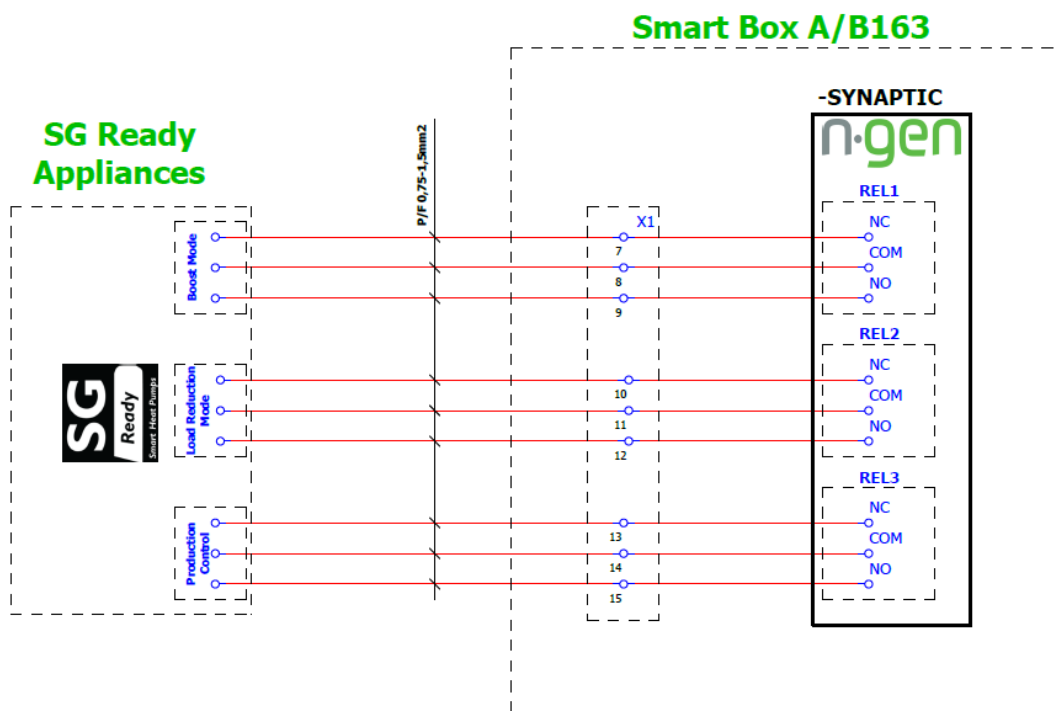 Smart Box A/B163
-SYNAPTIC
n·gen
SG Ready
Appliances
P/F 0,75-1,5mm2
REL1
X1
Boost Mode
7
NC
8
COM
9
NO
REL2
SG
Ready
Smart Heat Pumps
Load Reduction
Mode
10
NC
11
COM
12
NO
REL3
Production
Control
13
NC
14
COM
15
NO